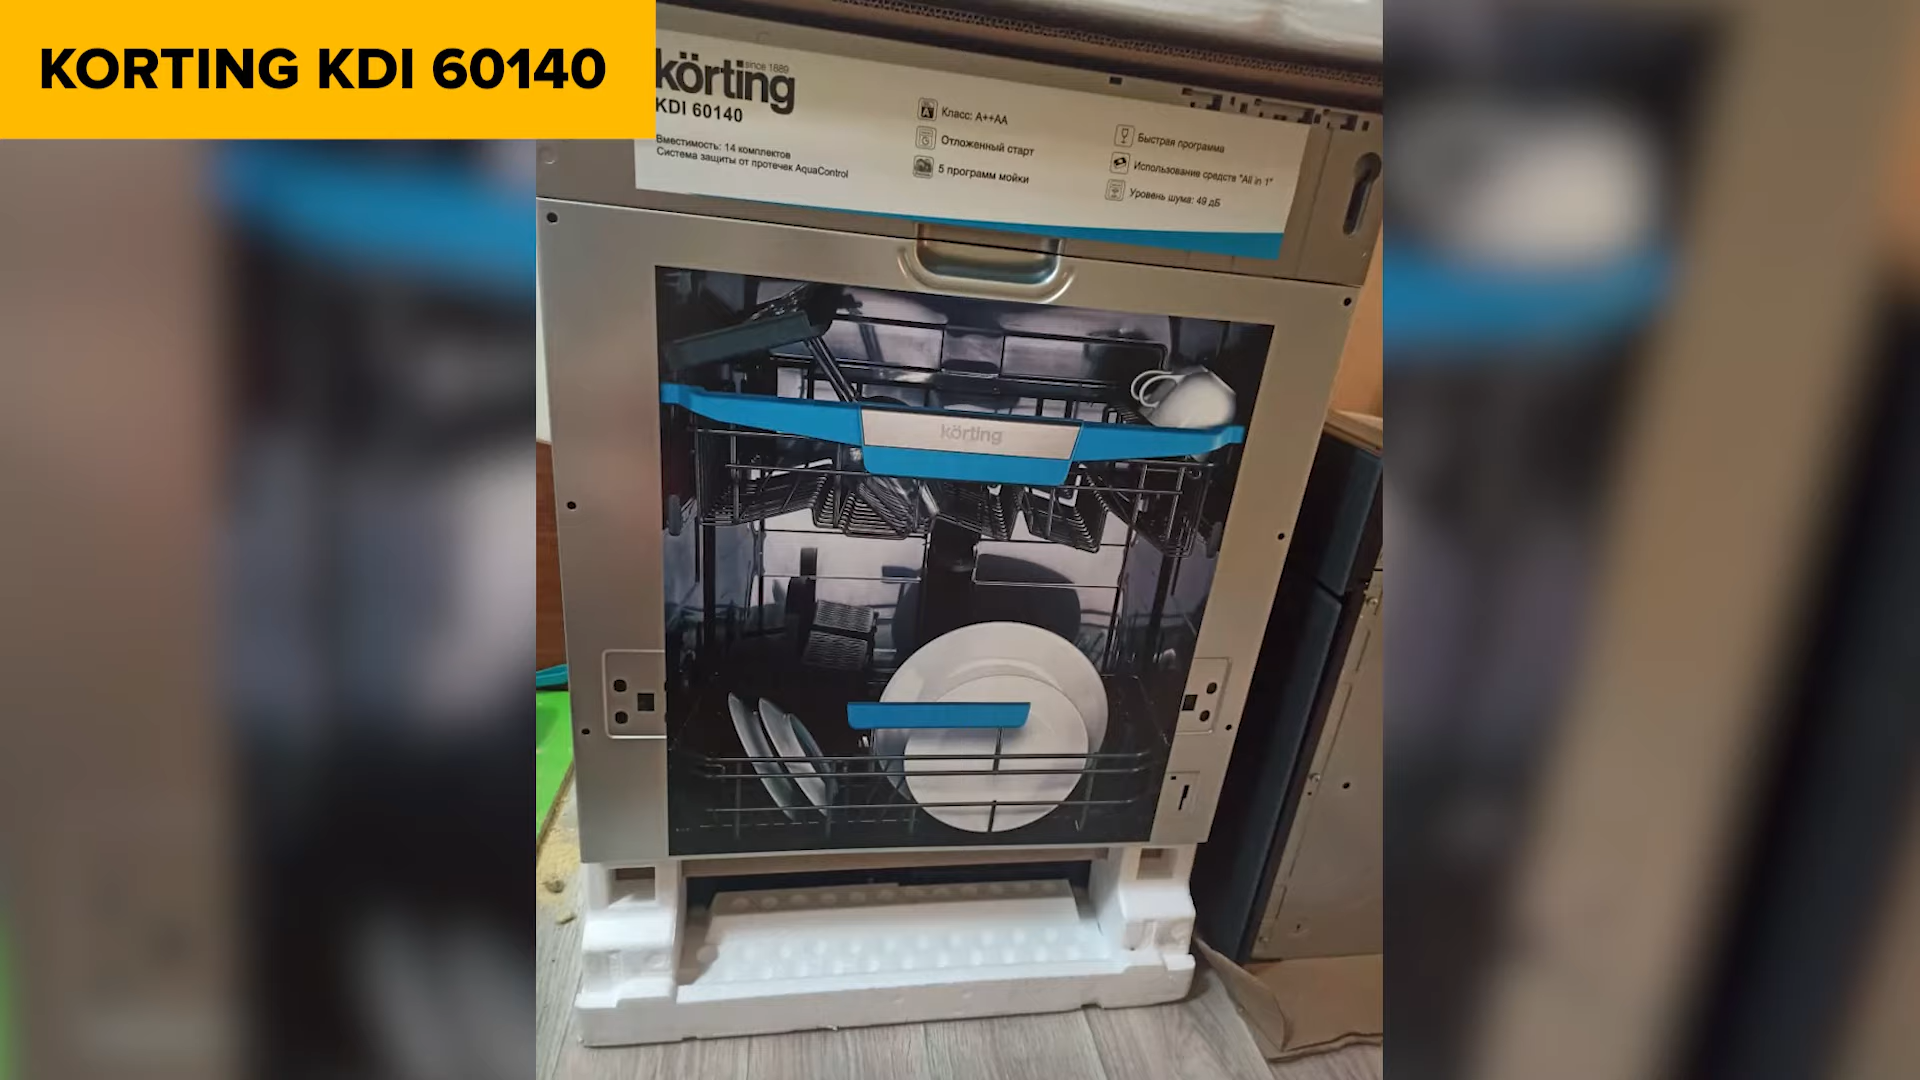 KORTING KDI 60140
körting
since 1889
KDI 60140
Вместимость: 14 комплектов
Система защиты от протечек AquaControl
Класс: A++AA
Отложенный старт
5 программ мойки
Быстрая программа
Использование средств "All in 1"
Уровень шума: 49 дБ
körting